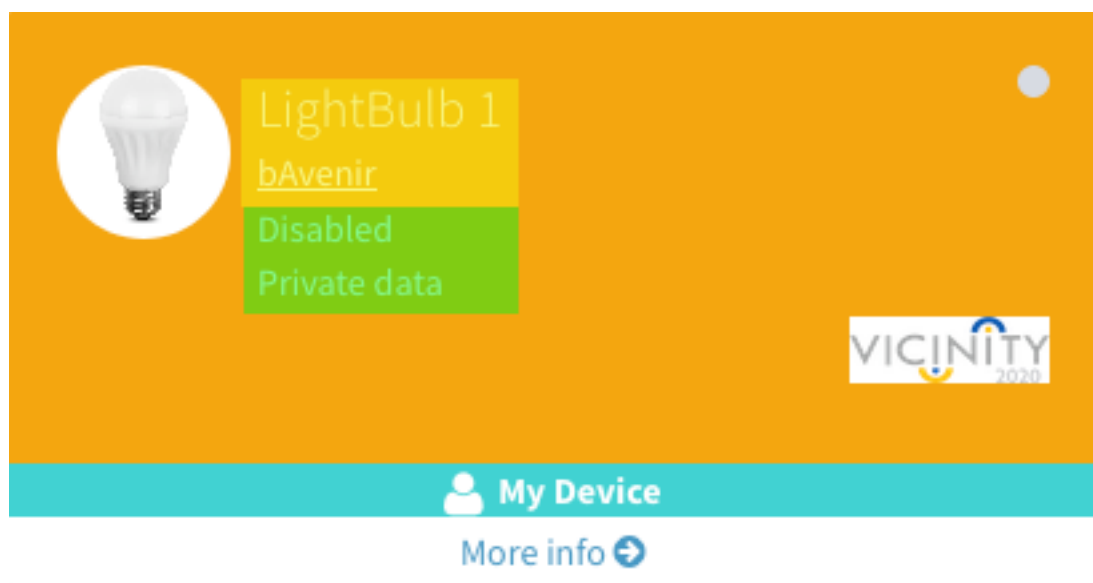 LightBulb 1
bAvenir
Disabled
Private data
VICINITY
2020
My Device
More info